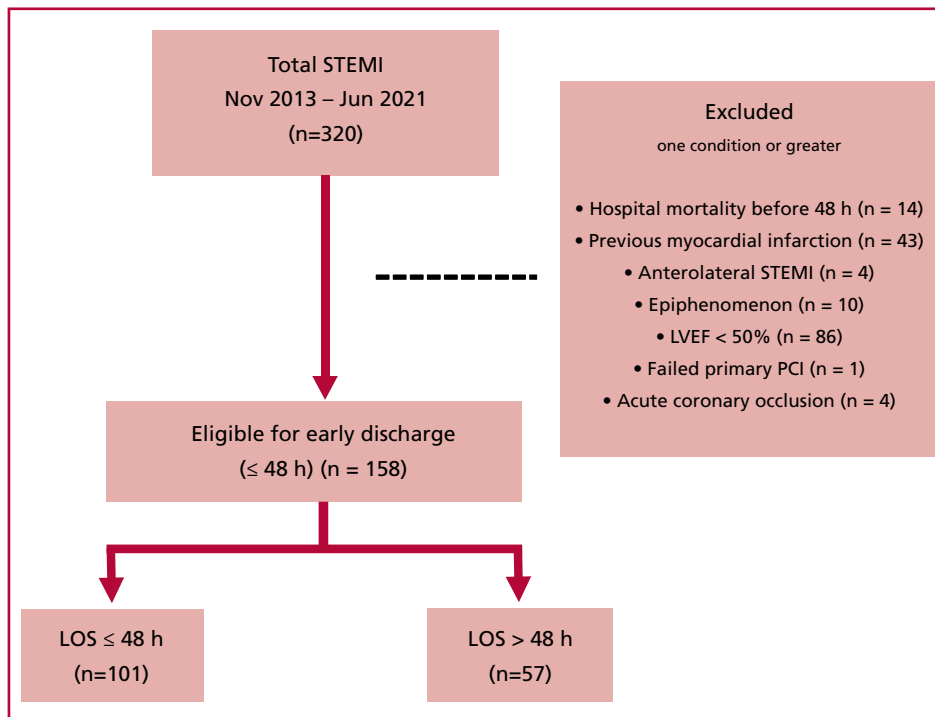 Total STEMI
Nov 2013 – Jun 2021
(n=320)
Excluded
one condition or greater
• Hospital mortality before 48 h (n = 14)
• Previous myocardial infarction (n = 43)
• Anterolateral STEMI (n = 4)
• Epiphenomenon (n = 10)
• LVEF < 50% (n = 86)
• Failed primary PCI (n = 1)
• Acute coronary occlusion (n = 4)
Eligible for early discharge
(≤ 48 h) (n = 158)
LOS ≤ 48 h
(n=101)
LOS > 48 h
(n=57)